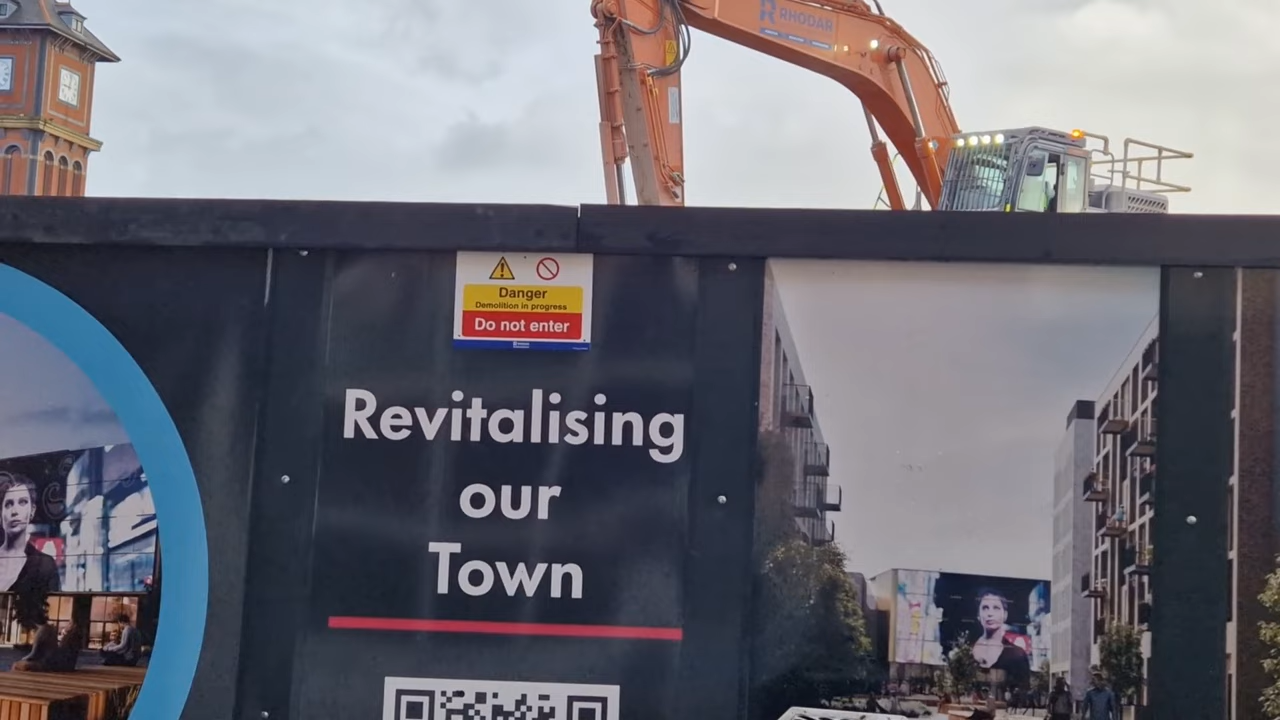 RHODAR
Danger
Demolition in progress
Do not enter
Revitalising
our
Town